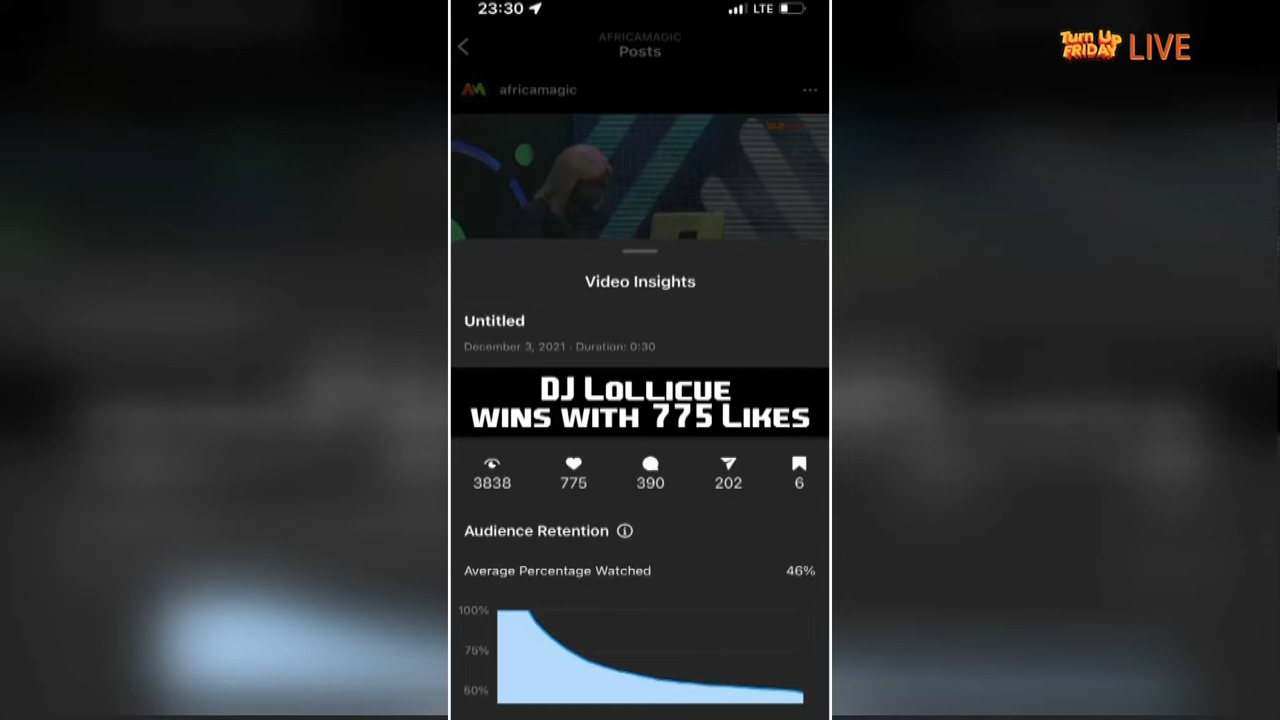 23:30
LTE
Turn Up
FRIDAY
LIVE
AFRICAMAGIC
Posts
africamagic
Video Insights
Untitled
December 3, 2021 · Duration: 0:30
DJ LOLLICUE
WINS WITH 775 LIKES
3838 775 390 202 6
Audience Retention
Average Percentage Watched 46%
100%
75%
50%